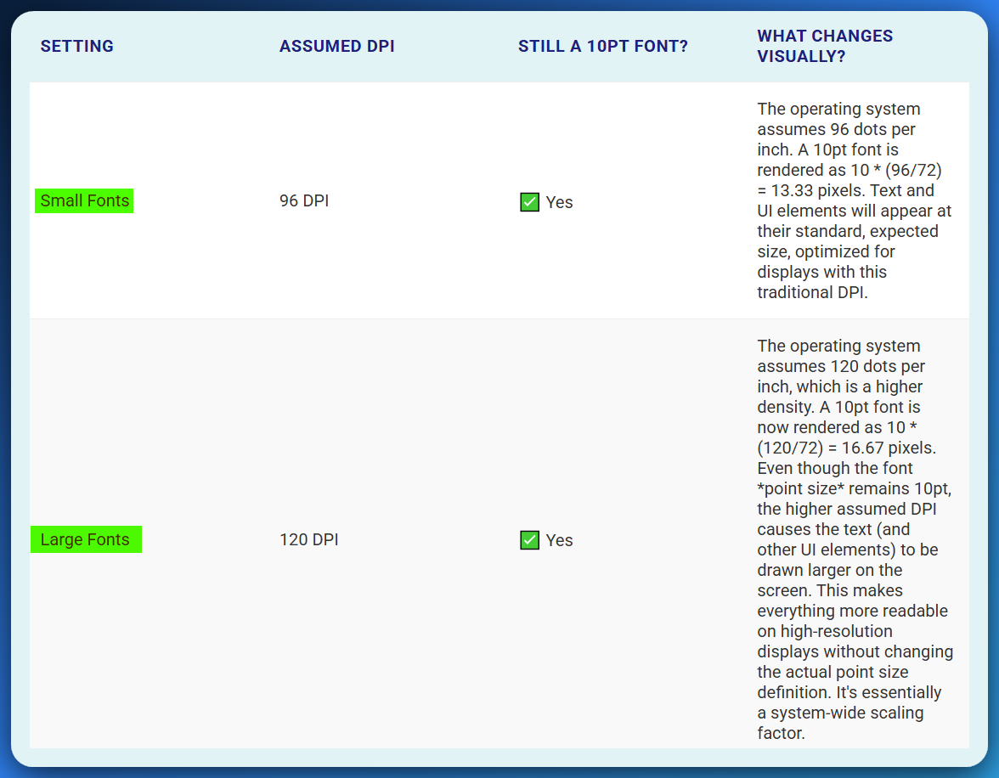 SETTING
ASSUMED DPI
STILL A 10PT FONT?
WHAT CHANGES
VISUALLY?
Small Fonts
96 DPI
✅ Yes
The operating system
assumes 96 dots per
inch. A 10pt font is
rendered as 10 * (96/72)
= 13.33 pixels. Text and
UI elements will appear at
their standard, expected
size, optimized for
displays with this
traditional DPI.
Large Fonts
120 DPI
✅ Yes
The operating system
assumes 120 dots per
inch, which is a higher
density. A 10pt font is
now rendered as 10 *
(120/72) = 16.67 pixels.
Even though the font
*point size* remains 10pt,
the higher assumed DPI
causes the text (and
other UI elements) to be
drawn larger on the
screen. This makes
everything more readable
on high-resolution
displays without changing
the actual point size
definition. It's essentially
a system-wide scaling
factor.